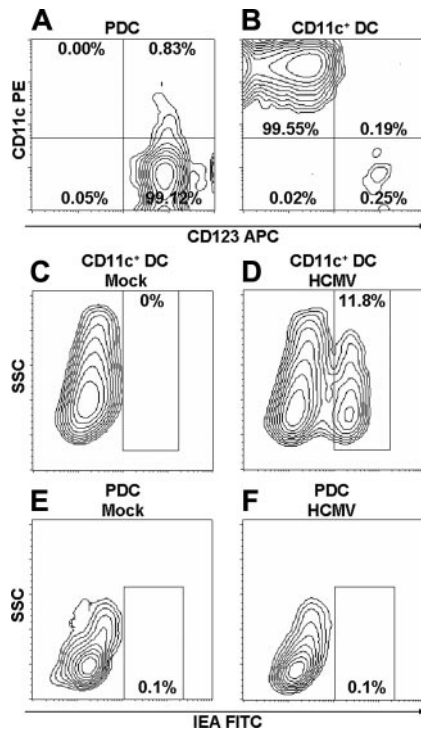 A
PDC
0.00%
0.83%
0.05%
99.12%
B
CD11c⁺ DC
99.55%
0.19%
0.02%
0.25%
CD11c PE
CD123 APC
C
CD11c⁺ DC
Mock
0%
D
CD11c⁺ DC
HCMV
11.8%
SSC
E
PDC
Mock
0.1%
F
PDC
HCMV
0.1%
SSC
IEA FITC